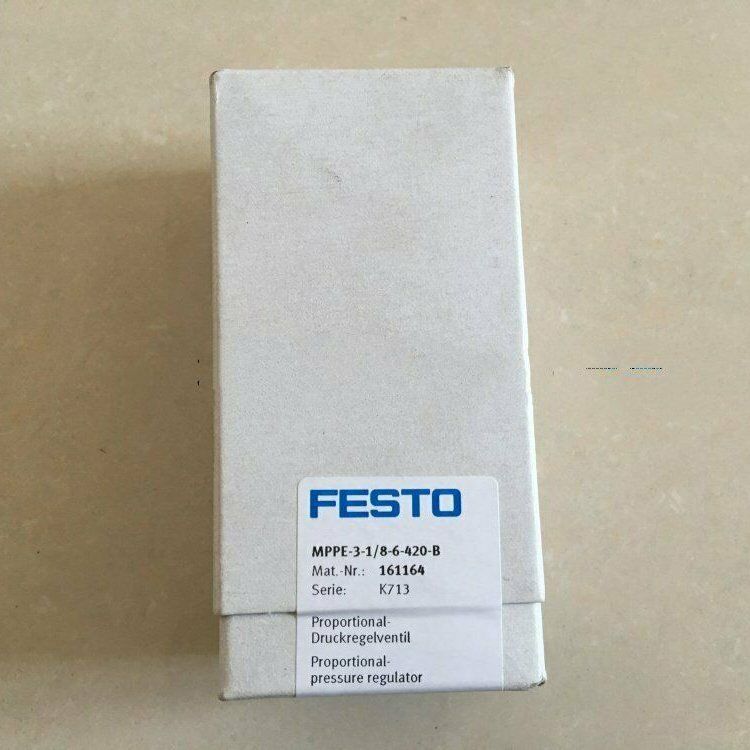 FESTO
MPPE-3-1/8-6-420-B
Mat.-Nr.: 161164
Serie: K713
Proportional-
Druckregelventil
Proportional-
pressure regulator